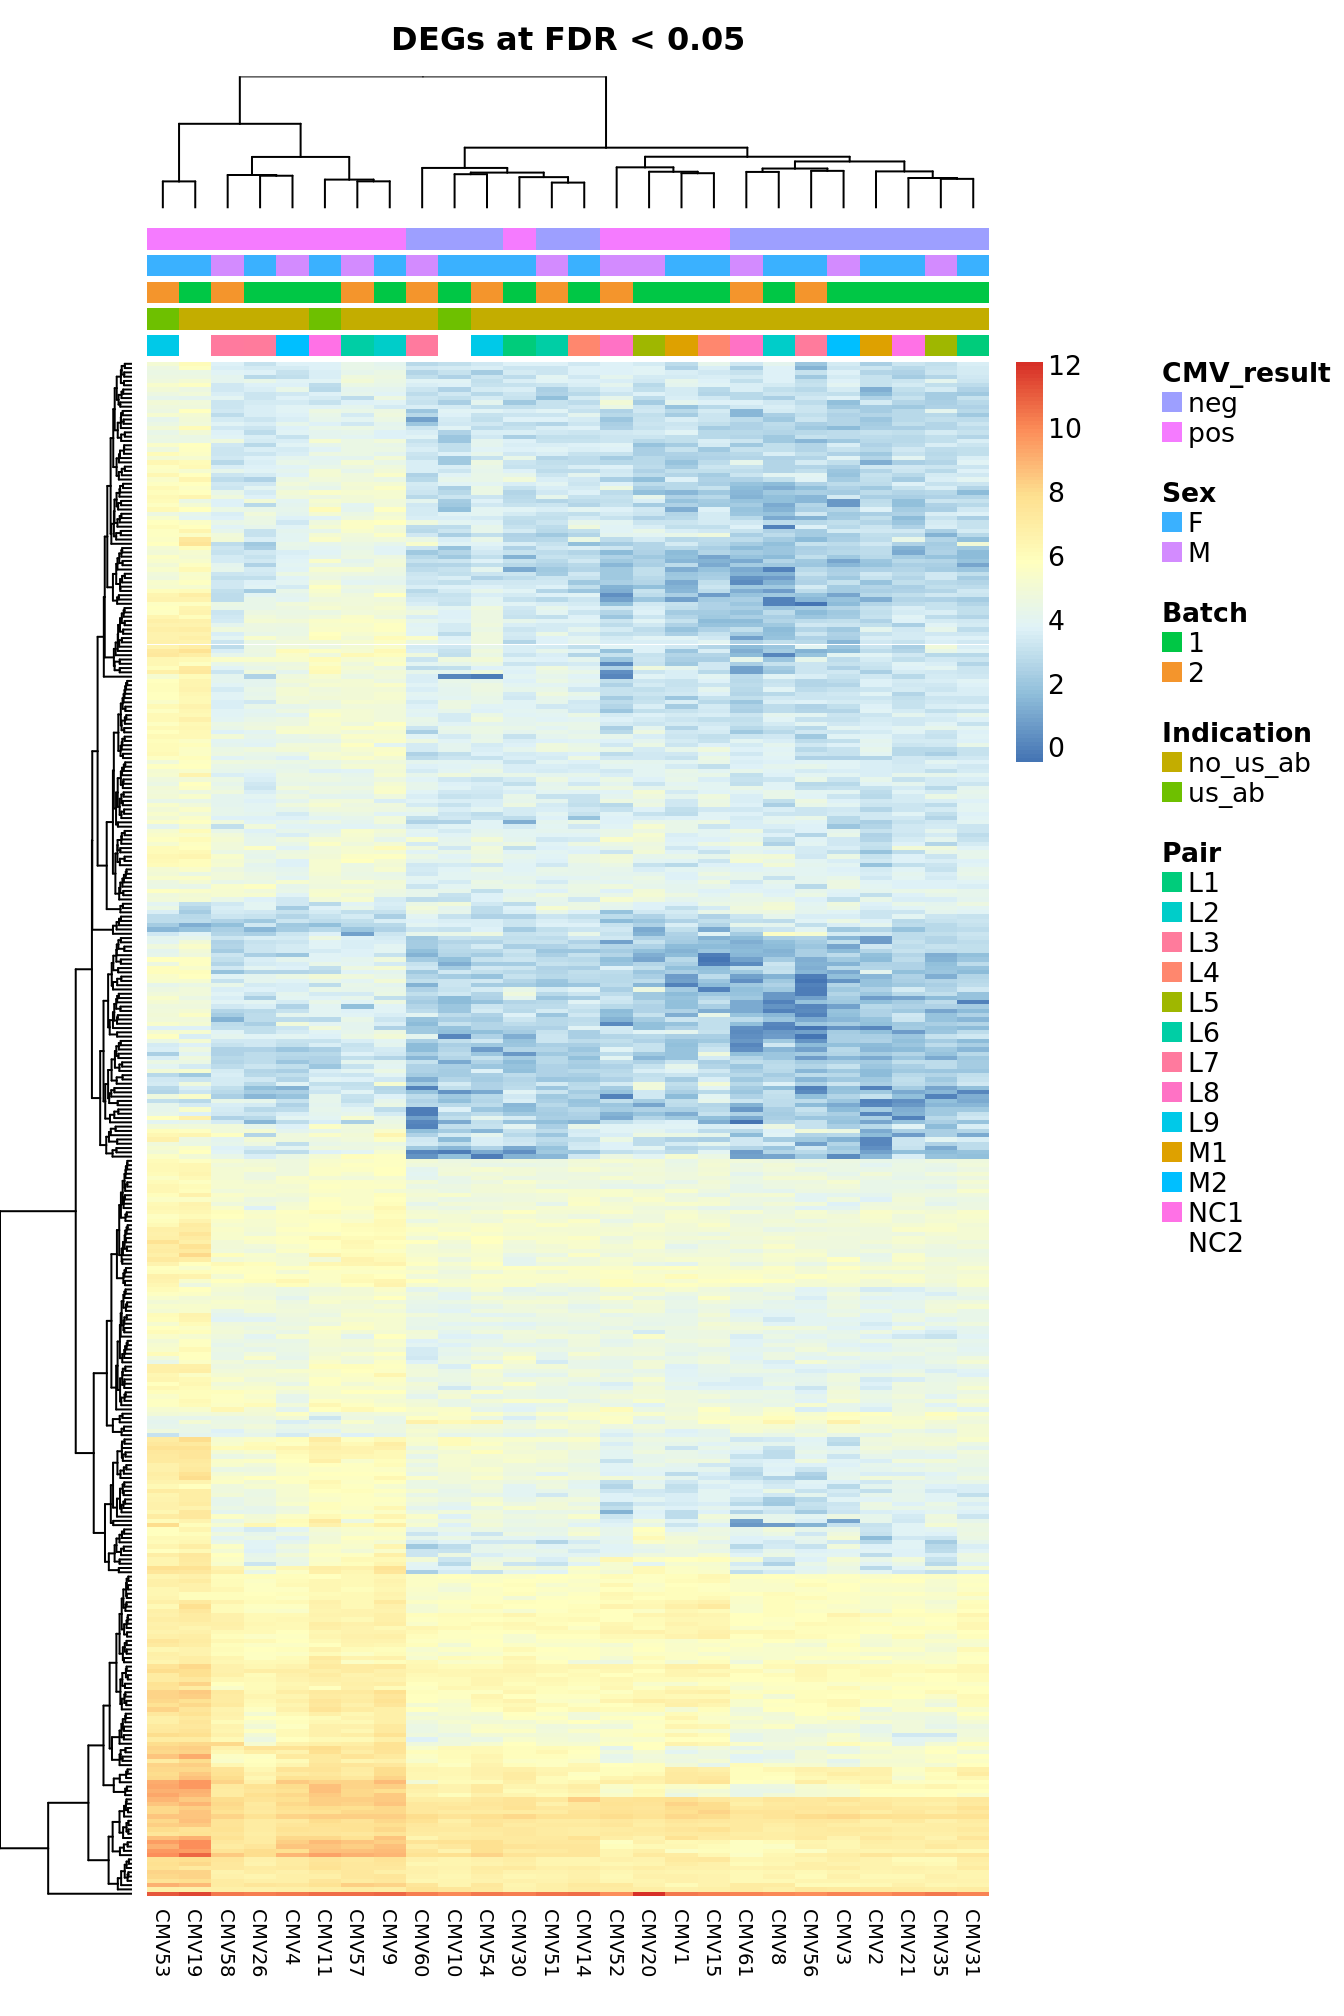 DEGs at FDR < 0.05
12
10
8
6
4
2
0
CMV_result
neg
pos
Sex
F
M
Batch
1
2
Indication
no_us_ab
us_ab
Pair
L1
L2
L3
L4
L5
L6
L7
L8
L9
M1
M2
NC1
NC2
CMV53
CMV19
CMV58
CMV26
CMV4
CMV11
CMV57
CMV9
CMV60
CMV10
CMV54
CMV30
CMV51
CMV14
CMV52
CMV20
CMV1
CMV15
CMV61
CMV8
CMV56
CMV3
CMV2
CMV21
CMV35
CMV31